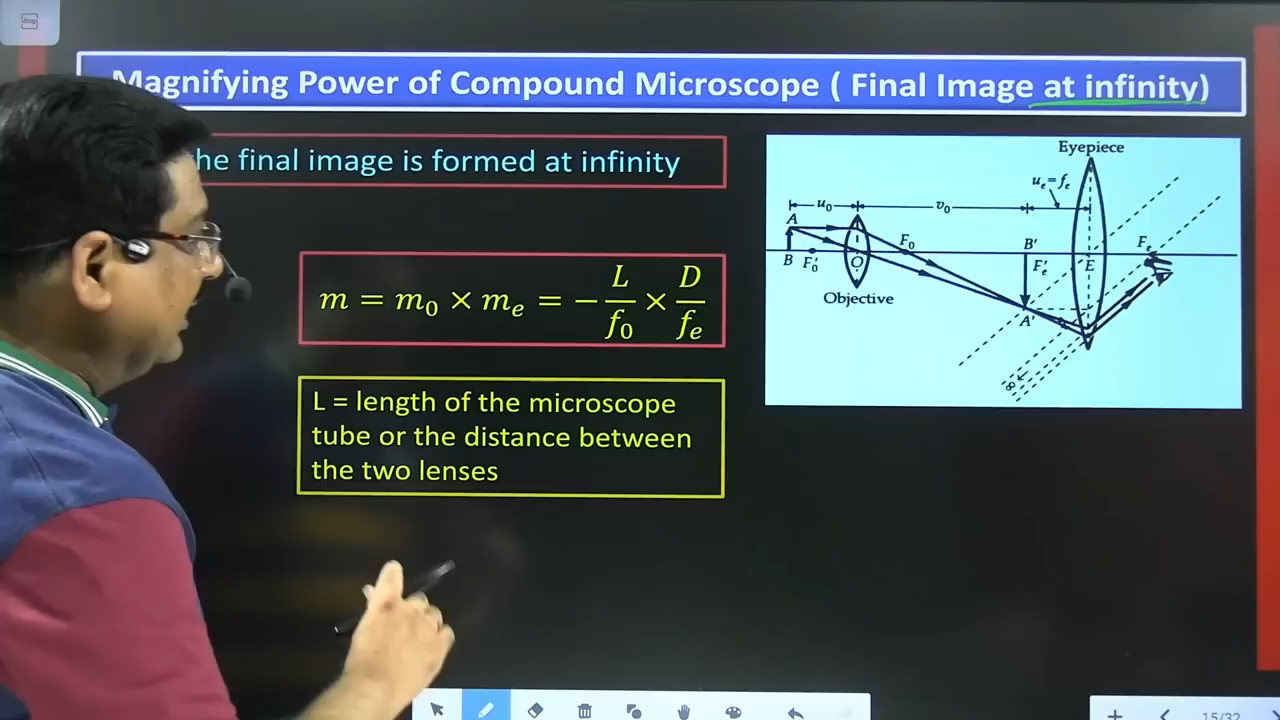 Magnifying Power of Compound Microscope ( Final Image at infinity)
he final image is formed at infinity
m = m₀ × mₑ = − L/f₀ × D/fₑ
L = length of the microscope
tube or the distance between
the two lenses
Eyepiece
uₑ = fₑ
u₀
v₀
A
F₀
B′
Fₑ
B
F₀′
O
Fₑ′
E
Objective
A′
∞
15/32